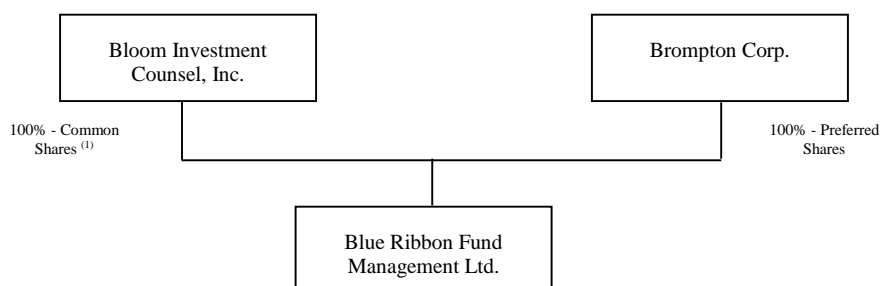 Bloom Investment
Counsel, Inc.
Brompton Corp.
100% - Common
Shares (1)
100% - Preferred
Shares
Blue Ribbon Fund
Management Ltd.